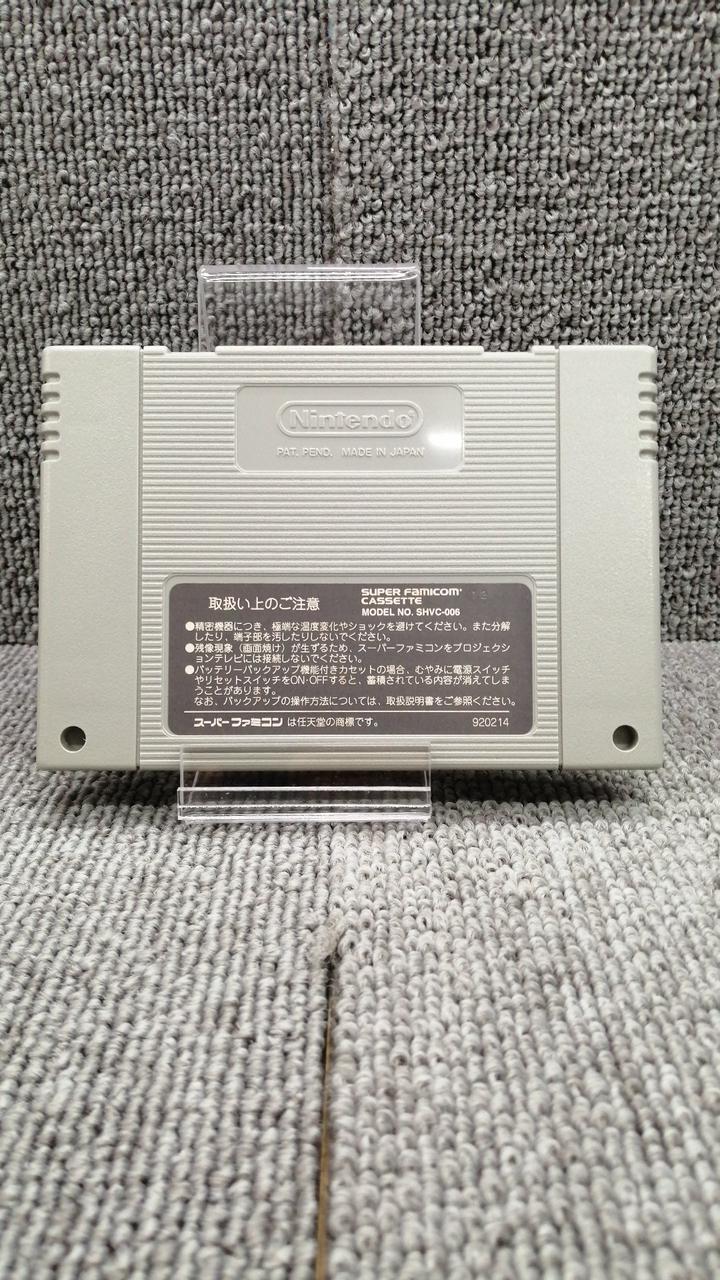 Nintendo
PAT. PEND. MADE IN JAPAN
取扱い上のご注意
SUPER FAMICOM
CASSETTE
MODEL NO. SHVC-006
●精密機器につき、極端な温度変化やショックを避けてください。また分解
したり、端子部を汚したりしないでください。
●残像現象(画面焼け)が生ずるため、スーパーファミコンをプロジェクシ
ョンテレビには接続しないでください。
●バッテリーバックアップ機能付きカセットの場合、むやみに電源スイッチ
やリセットスイッチをON·OFFすると、蓄積されている内容が消えてしま
うことがあります。
なお、バックアップの操作方法については、取扱説明書をご参照ください。
スーパーファミコン は任天堂の商標です。
920214